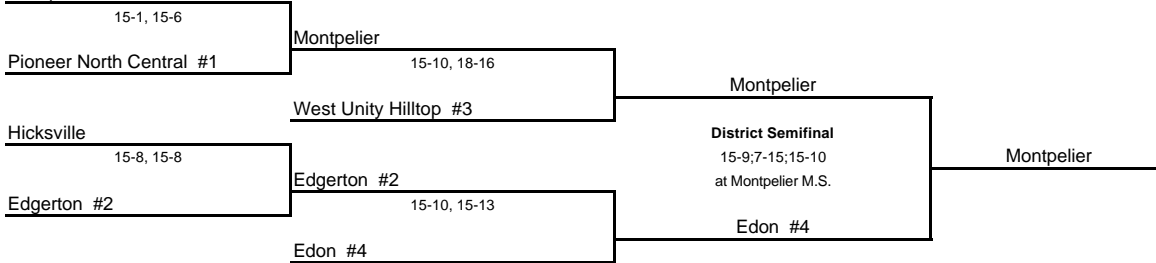 15-1, 15-6
Montpelier
Pioneer North Central #1
15-10, 18-16
Montpelier
West Unity Hilltop #3
Hicksville
District Semifinal
15-8, 15-8
15-9;7-15;15-10
Montpelier
Edgerton #2
at Montpelier M.S.
Edgerton #2
15-10, 15-13
Edon #4
Edon #4